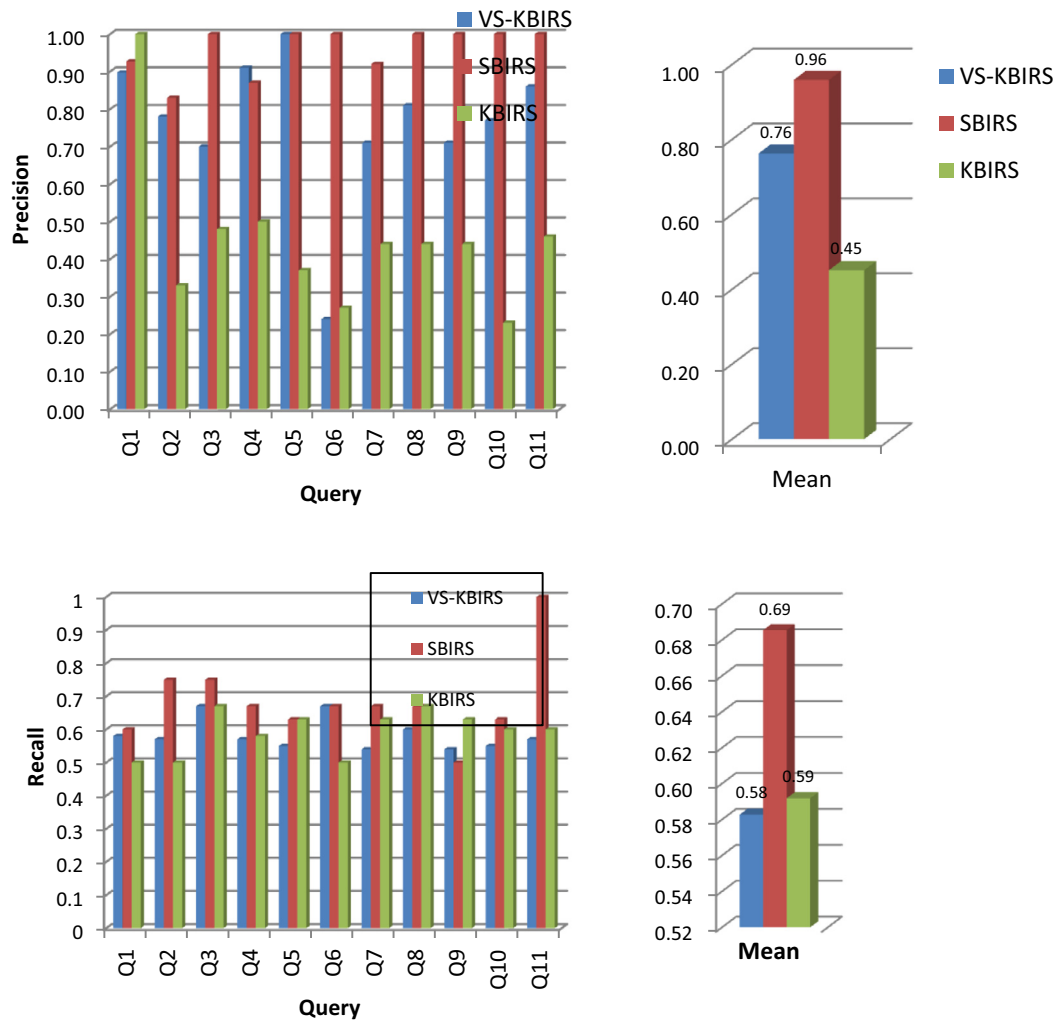 VS-KBIRS
SBIRS
KBIRS
1.00
0.90
0.80
0.70
0.60
0.50
0.40
0.30
0.20
0.10
0.00
Precision
Q1 Q2 Q3 Q4 Q5 Q6 Q7 Q8 Q9 Q10 Q11
Query
1.00
0.80
0.60
0.40
0.20
0.00
0.76
0.96
0.45
Mean
VS-KBIRS
SBIRS
KBIRS
1
0.9
0.8
0.7
0.6
0.5
0.4
0.3
0.2
0.1
0
Recall
VS-KBIRS
SBIRS
KBIRS
Q1 Q2 Q3 Q4 Q5 Q6 Q7 Q8 Q9 Q10 Q11
Query
0.70
0.68
0.66
0.64
0.62
0.60
0.58
0.56
0.54
0.52
0.58
0.69
0.59
Mean